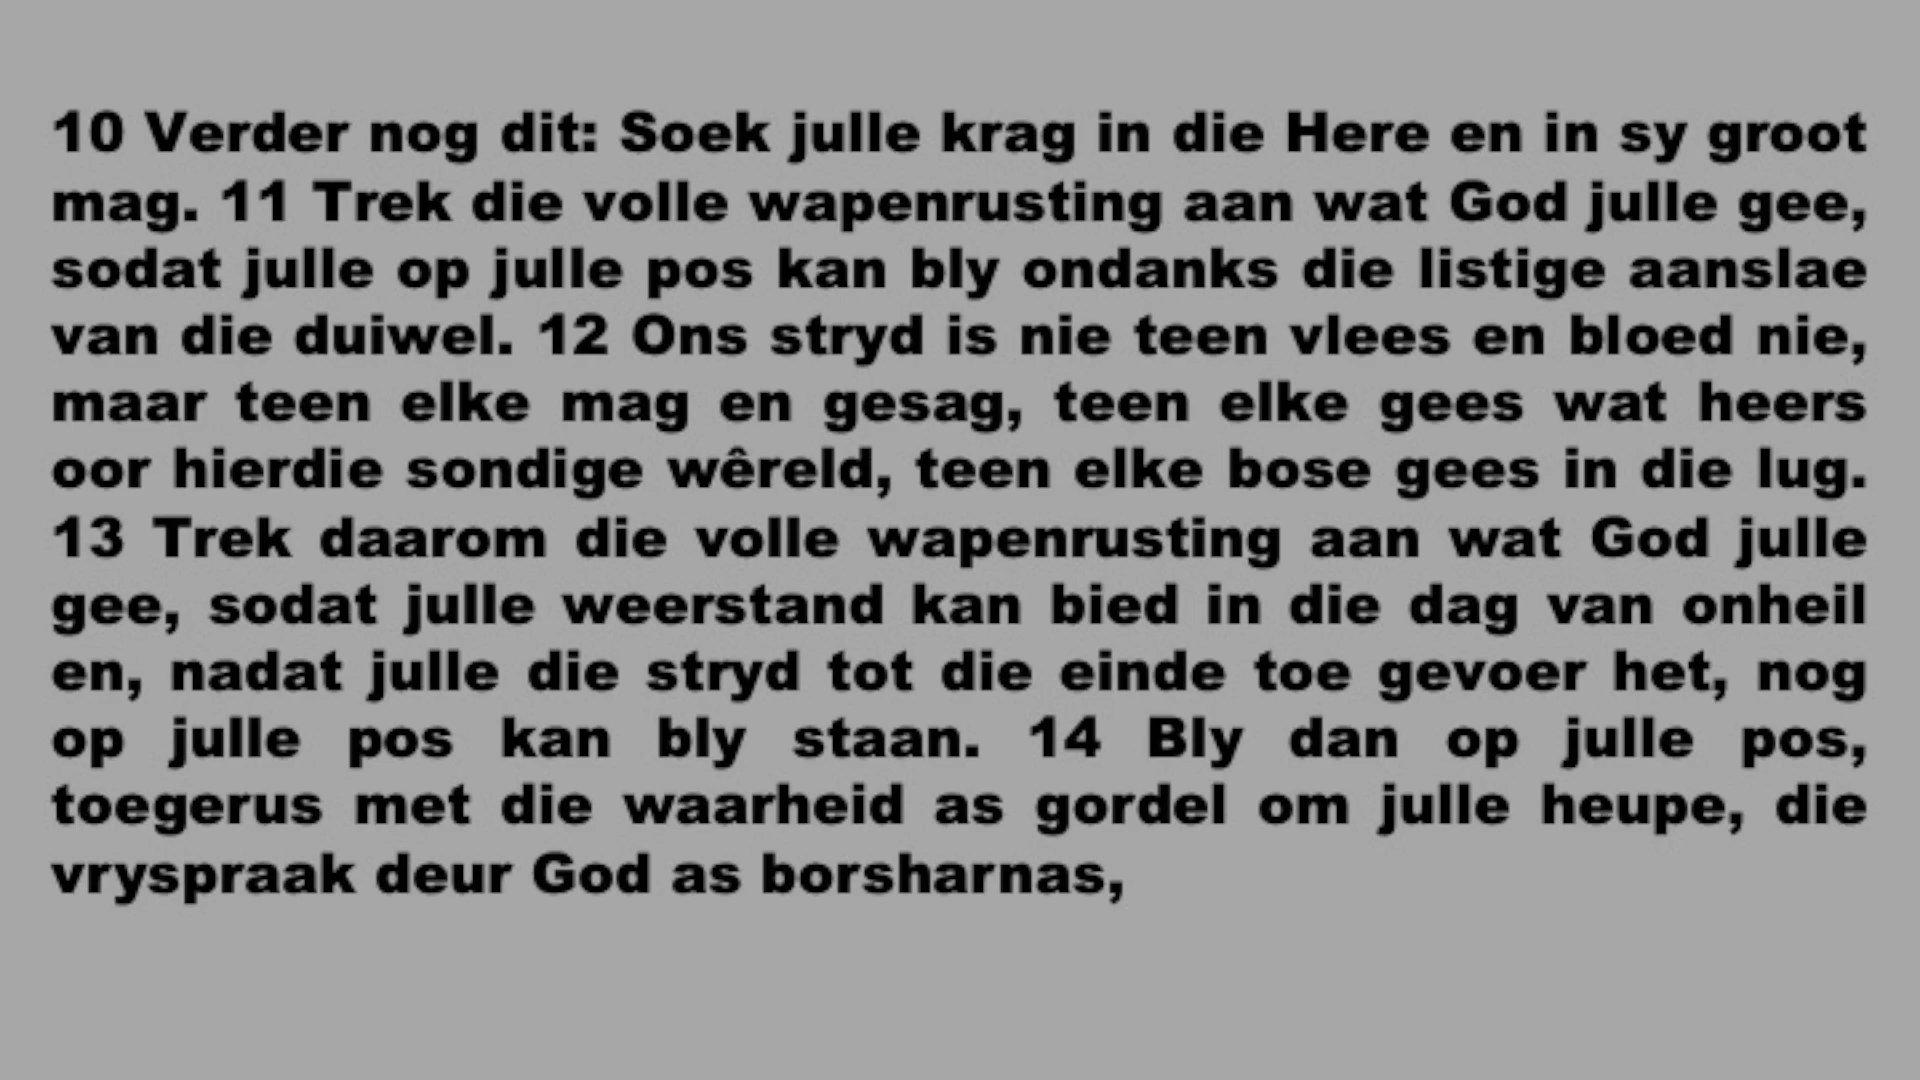 10 Verder nog dit: Soek julle krag in die Here en in sy groot
mag. 11 Trek die volle wapenrusting aan wat God julle gee,
sodat julle op julle pos kan bly ondanks die listige aanslae
van die duiwel. 12 Ons stryd is nie teen vlees en bloed nie,
maar teen elke mag en gesag, teen elke gees wat heers
oor hierdie sondige wêreld, teen elke bose gees in die lug.
13 Trek daarom die volle wapenrusting aan wat God julle
gee, sodat julle weerstand kan bied in die dag van onheil
en, nadat julle die stryd tot die einde toe gevoer het, nog
op julle pos kan bly staan. 14 Bly dan op julle pos,
toegerus met die waarheid as gordel om julle heupe, die
vryspraak deur God as borsharnas,